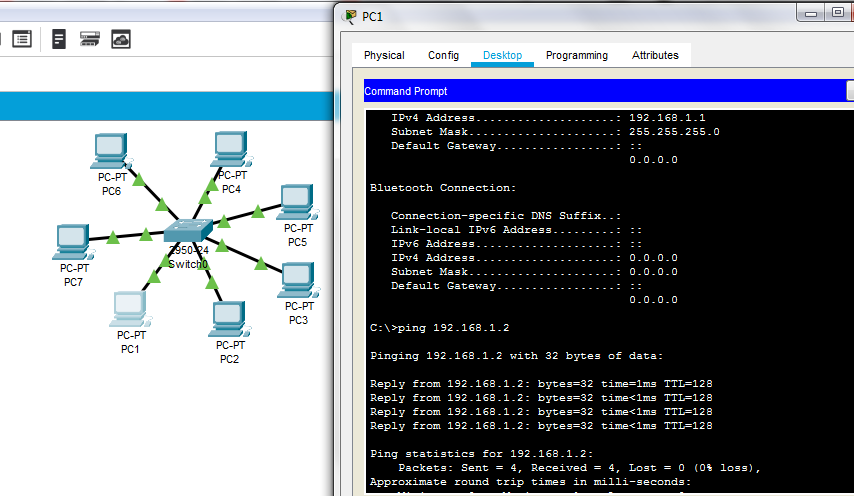 PC1
Physical Config Desktop Programming Attributes
Command Prompt
IPv4 Address.....................: 192.168.1.1
Subnet Mask......................: 255.255.255.0
Default Gateway..................: ::
0.0.0.0
Bluetooth Connection:
Connection-specific DNS Suffix..:
Link-local IPv6 Address.........: ::
IPv6 Address.....................: ::
IPv4 Address.....................: 0.0.0.0
Subnet Mask......................: 0.0.0.0
Default Gateway..................: ::
0.0.0.0
C:\>ping 192.168.1.2
Pinging 192.168.1.2 with 32 bytes of data:
Reply from 192.168.1.2: bytes=32 time=1ms TTL=128
Reply from 192.168.1.2: bytes=32 time<1ms TTL=128
Reply from 192.168.1.2: bytes=32 time<1ms TTL=128
Reply from 192.168.1.2: bytes=32 time<1ms TTL=128
Ping statistics for 192.168.1.2:
Packets: Sent = 4, Received = 4, Lost = 0 (0% loss),
Approximate round trip times in milli-seconds:
PC-PT
PC6
PC-PT
PC4
PC-PT
PC5
2950-24
Switch0
PC-PT
PC7
PC-PT
PC3
PC-PT
PC1
PC-PT
PC2